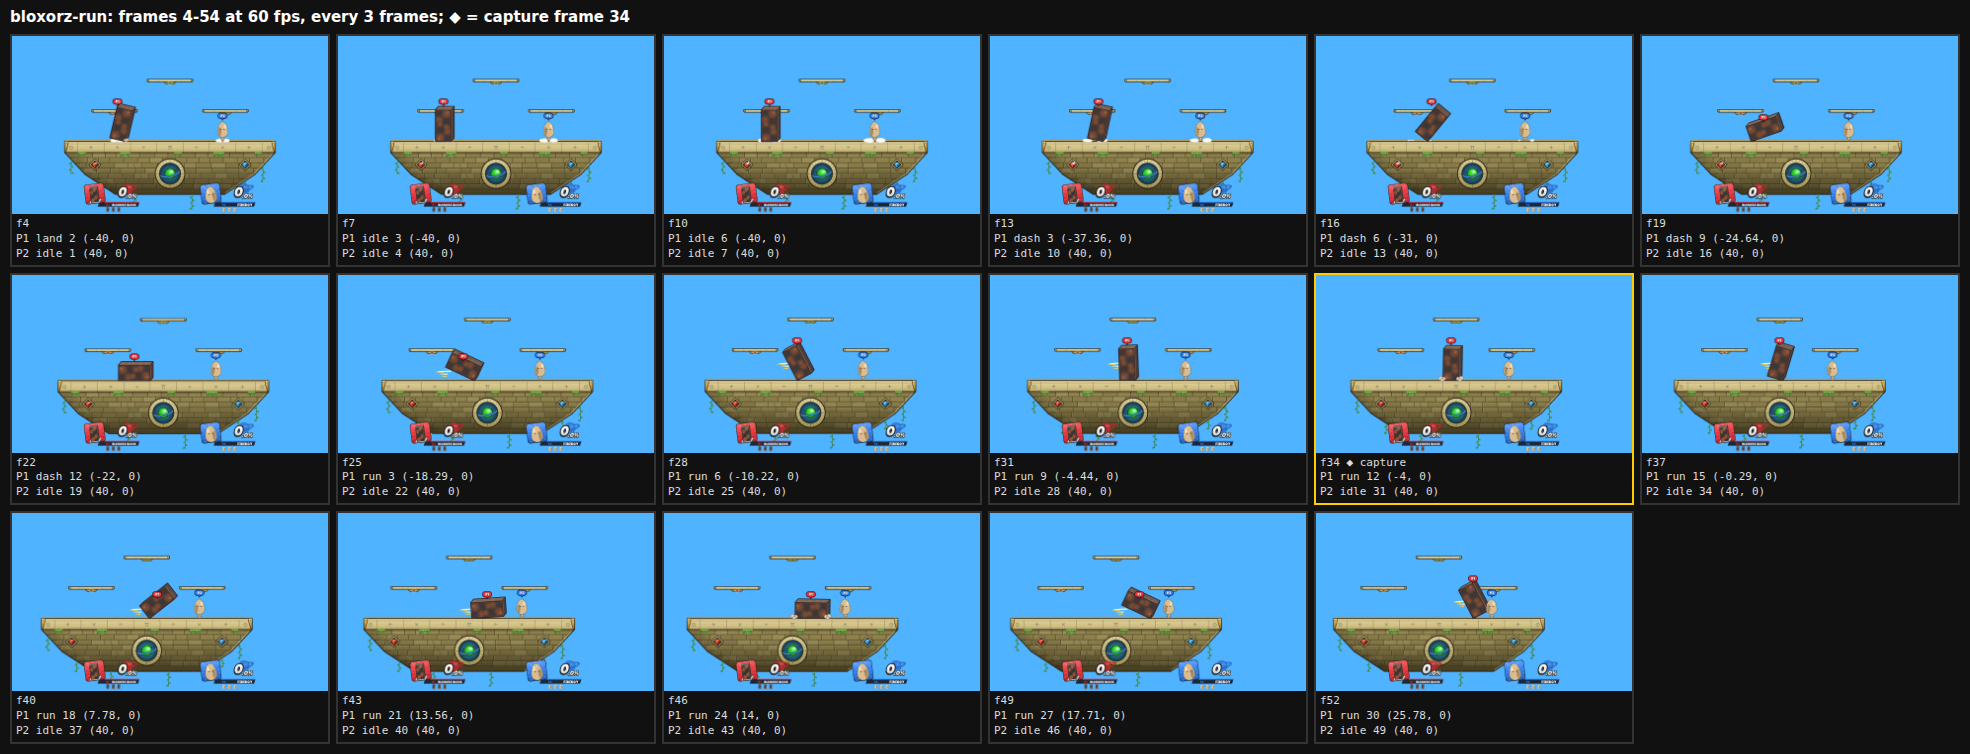 bloxorz-run: frames 4-54 at 60 fps, every 3 frames; ◆ = capture frame 34
f4
P1 land 2 (-40, 0)
P2 idle 1 (40, 0)
f7
P1 idle 3 (-40, 0)
P2 idle 4 (40, 0)
f10
P1 idle 6 (-40, 0)
P2 idle 7 (40, 0)
f13
P1 dash 3 (-37.36, 0)
P2 idle 10 (40, 0)
f16
P1 dash 6 (-31, 0)
P2 idle 13 (40, 0)
f19
P1 dash 9 (-24.64, 0)
P2 idle 16 (40, 0)
f22
P1 dash 12 (-22, 0)
P2 idle 19 (40, 0)
f25
P1 run 3 (-18.29, 0)
P2 idle 22 (40, 0)
f28
P1 run 6 (-10.22, 0)
P2 idle 25 (40, 0)
f31
P1 run 9 (-4.44, 0)
P2 idle 28 (40, 0)
f34 ◆ capture
P1 run 12 (-4, 0)
P2 idle 31 (40, 0)
f37
P1 run 15 (-0.29, 0)
P2 idle 34 (40, 0)
f40
P1 run 18 (7.78, 0)
P2 idle 37 (40, 0)
f43
P1 run 21 (13.56, 0)
P2 idle 40 (40, 0)
f46
P1 run 24 (14, 0)
P2 idle 43 (40, 0)
f49
P1 run 27 (17.71, 0)
P2 idle 46 (40, 0)
f52
P1 run 30 (25.78, 0)
P2 idle 49 (40, 0)